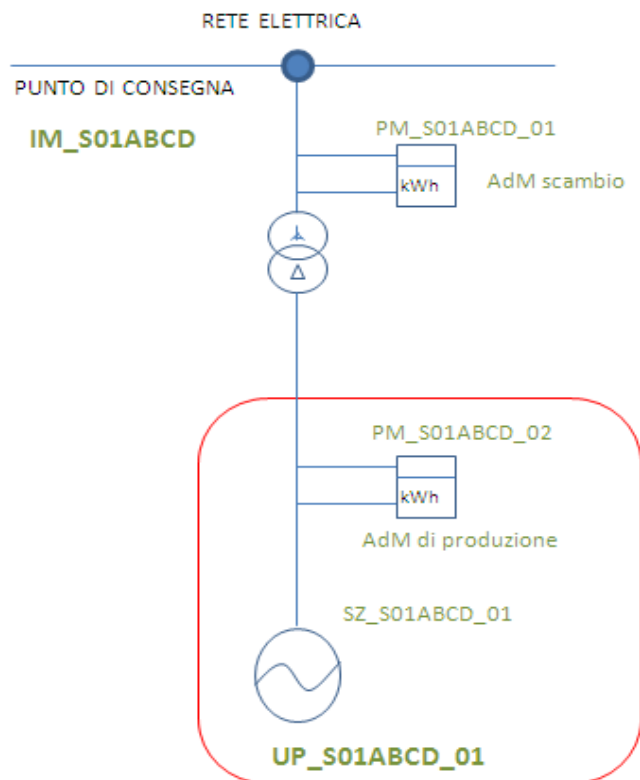 RETE ELETTRICA
PUNTO DI CONSEGNA
IM_S01ABCD
PM_S01ABCD_01
kWh
AdM scambio
Δ
PM_S01ABCD_02
kWh
AdM di produzione
SZ_S01ABCD_01
UP_S01ABCD_01